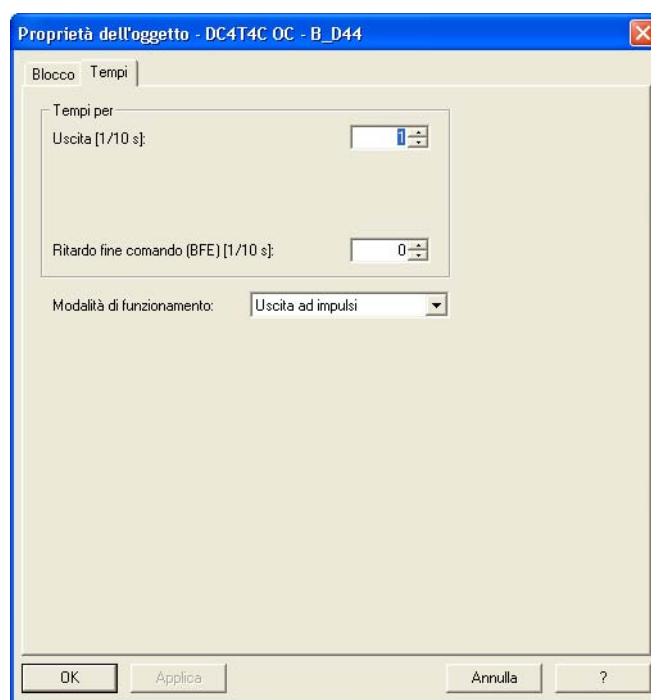 Proprietà dell'oggetto - DC4T4C OC - B_D44
Blocco Tempi
Tempi per
Uscita [1/10 s]: 1
Ritardo fine comando (BFE) [1/10 s]: 0
Modalità di funzionamento: Uscita ad impulsi
OK Applica Annulla ?